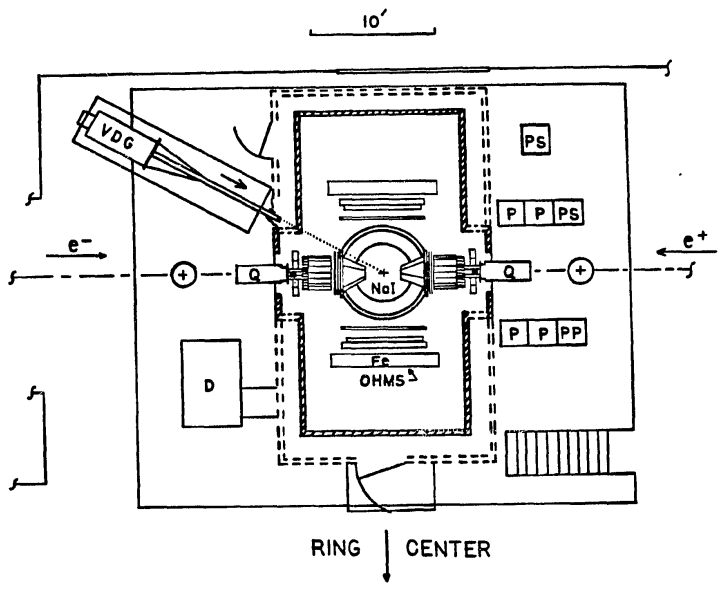 10'
VDG
PS
P P PS
e-
e+
+
Q
NaI
Q
+
P P PP
Fe
OHMS
D
RING CENTER